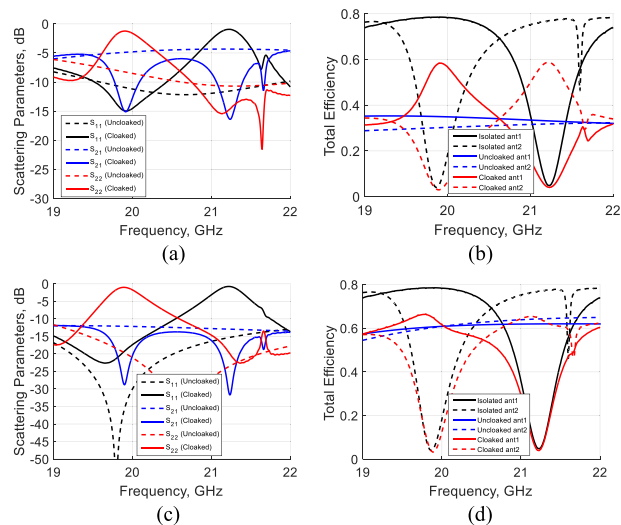 Scattering Parameters, dB
0
-5
-10
-15
-20
-25
-30
S11 (Uncloaked)
S11 (Cloaked)
S21 (Uncloaked)
S21 (Cloaked)
S22 (Uncloaked)
S22 (Cloaked)
19 20 21 22
Frequency, GHz
(a)
Total Efficiency
0.8
0.6
0.4
0.2
0
Isolated ant1
Isolated ant2
Uncloaked ant1
Uncloaked ant2
Cloaked ant1
Cloaked ant2
19 20 21 22
Frequency, GHz
(b)
Scattering Parameters, dB
0
-5
-10
-15
-20
-25
-30
-35
-40
-45
-50
S11 (Uncloaked)
S11 (Cloaked)
S21 (Uncloaked)
S21 (Cloaked)
S22 (Uncloaked)
S22 (Cloaked)
19 20 21 22
Frequency, GHz
(c)
Total Efficiency
0.8
0.6
0.4
0.2
0
Isolated ant1
Isolated ant2
Uncloaked ant1
Uncloaked ant2
Cloaked ant1
Cloaked ant2
19 20 21 22
Frequency, GHz
(d)